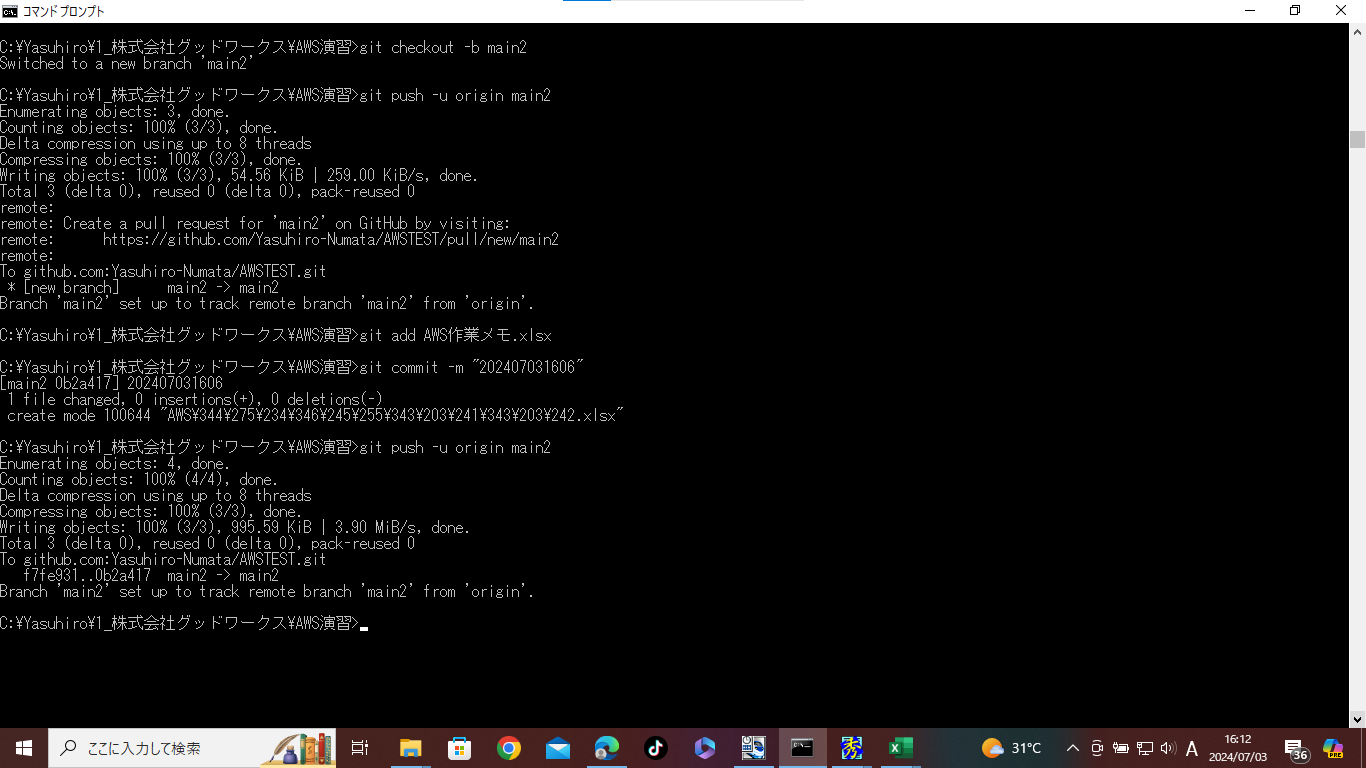 コマンド プロンプト
C:¥Yasuhiro¥1_株式会社グッドワークス¥AWS演習>git checkout -b main2
Switched to a new branch 'main2'
C:¥Yasuhiro¥1_株式会社グッドワークス¥AWS演習>git push -u origin main2
Enumerating objects: 3, done.
Counting objects: 100% (3/3), done.
Delta compression using up to 8 threads
Compressing objects: 100% (3/3), done.
Writing objects: 100% (3/3), 54.56 KiB | 259.00 KiB/s, done.
Total 3 (delta 0), reused 0 (delta 0), pack-reused 0
remote:
remote: Create a pull request for 'main2' on GitHub by visiting:
remote:      https://github.com/Yasuhiro-Numata/AWSTEST/pull/new/main2
remote:
To github.com:Yasuhiro-Numata/AWSTEST.git
 * [new branch]      main2 -> main2
Branch 'main2' set up to track remote branch 'main2' from 'origin'.
C:¥Yasuhiro¥1_株式会社グッドワークス¥AWS演習>git add AWS作業メモ.xlsx
C:¥Yasuhiro¥1_株式会社グッドワークス¥AWS演習>git commit -m "202407031606"
[main2 0b2a417] 202407031606
 1 file changed, 0 insertions(+), 0 deletions(-)
 create mode 100644 "AWS¥344¥275¥234¥346¥245¥255¥343¥203¥241¥343¥203¥242.xlsx"
C:¥Yasuhiro¥1_株式会社グッドワークス¥AWS演習>git push -u origin main2
Enumerating objects: 4, done.
Counting objects: 100% (4/4), done.
Delta compression using up to 8 threads
Compressing objects: 100% (3/3), done.
Writing objects: 100% (3/3), 995.59 KiB | 3.90 MiB/s, done.
Total 3 (delta 0), reused 0 (delta 0), pack-reused 0
To github.com:Yasuhiro-Numata/AWSTEST.git
   f7fe931..0b2a417  main2 -> main2
Branch 'main2' set up to track remote branch 'main2' from 'origin'.
C:¥Yasuhiro¥1_株式会社グッドワークス¥AWS演習>
ここに入力して検索
秀
31°C
A
16:12
2024/07/03
36
PRE